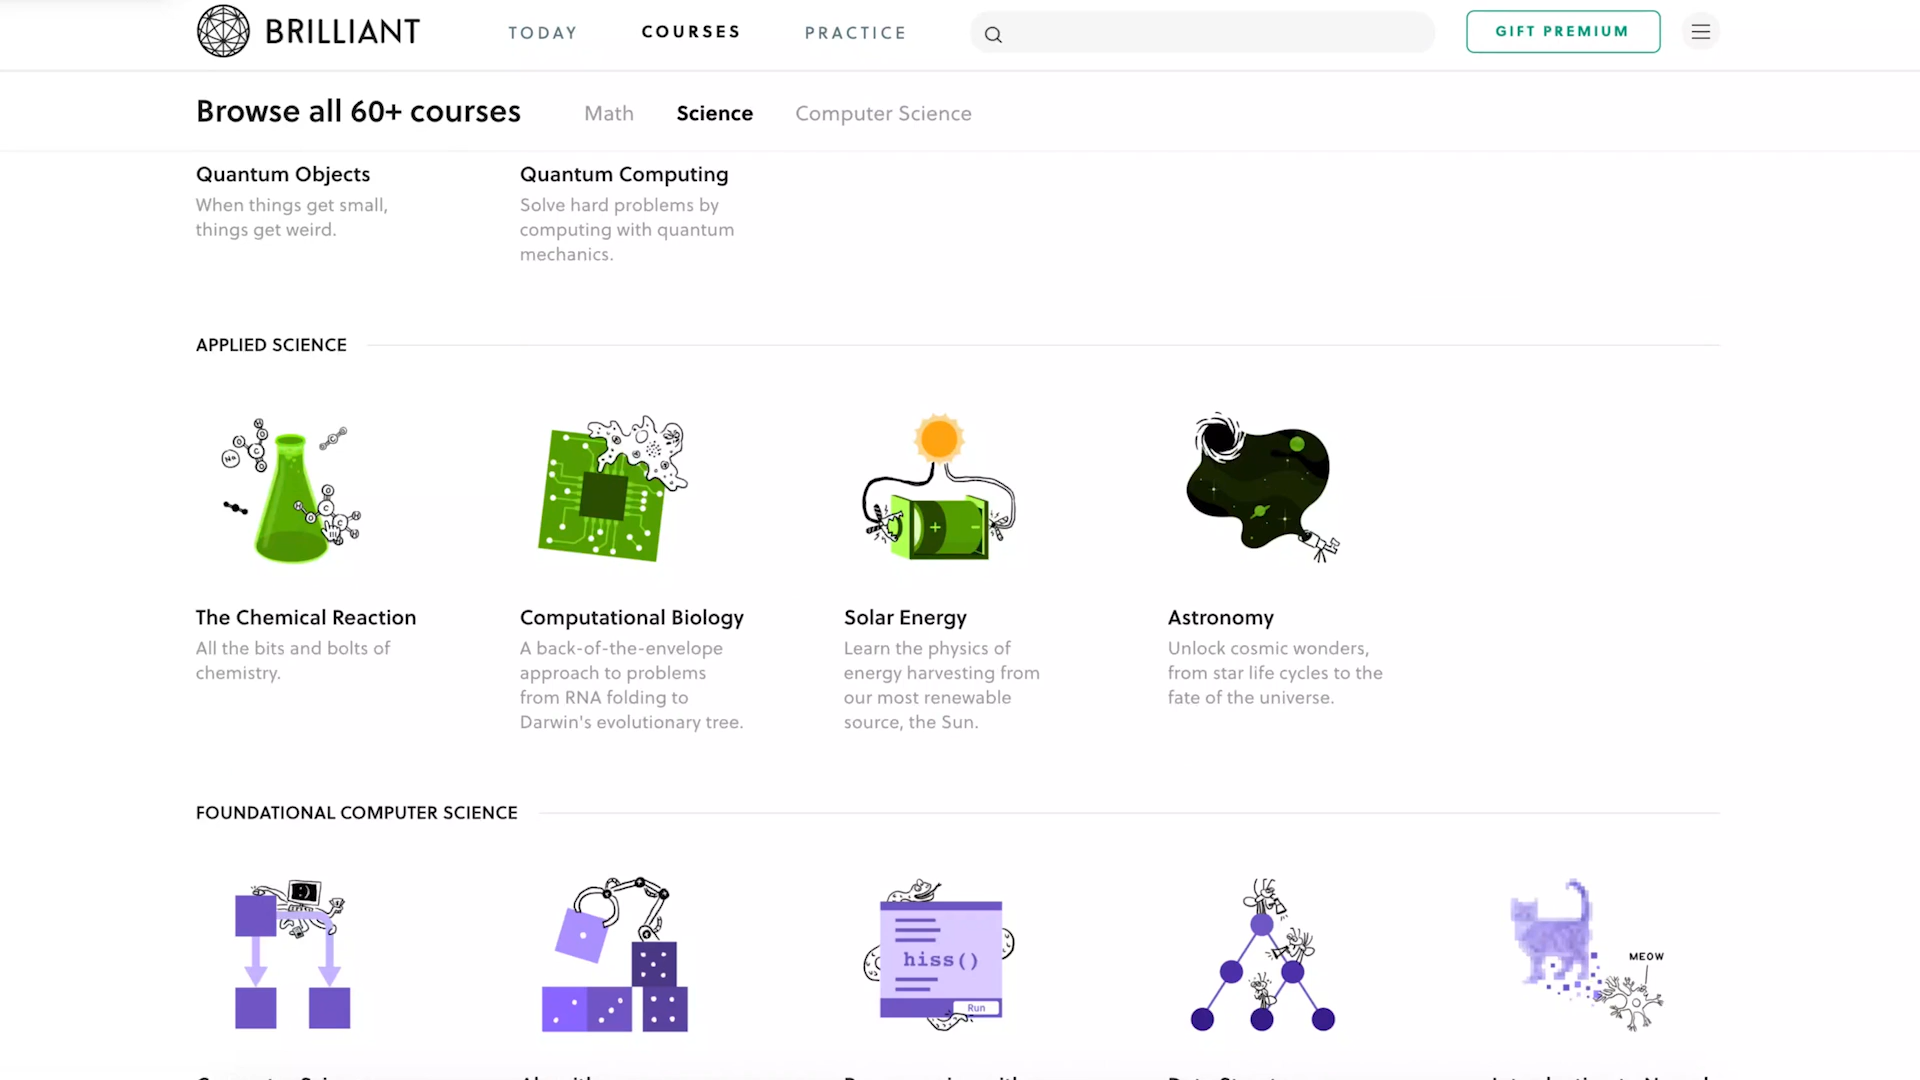 BRILLIANT
TODAY
COURSES
PRACTICE
GIFT PREMIUM
Browse all 60+ courses
Math
Science
Computer Science
Quantum Objects
When things get small,
things get weird.
Quantum Computing
Solve hard problems by
computing with quantum
mechanics.
APPLIED SCIENCE
The Chemical Reaction
All the bits and bolts of
chemistry.
Computational Biology
A back-of-the-envelope
approach to problems
from RNA folding to
Darwin's evolutionary tree.
Solar Energy
Learn the physics of
energy harvesting from
our most renewable
source, the Sun.
Astronomy
Unlock cosmic wonders,
from star life cycles to the
fate of the universe.
FOUNDATIONAL COMPUTER SCIENCE
hiss()
Run
MEOW